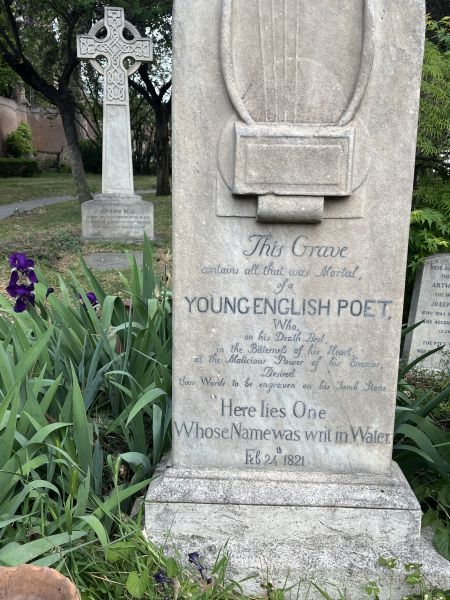 This Grave
contains all that was Mortal,
of a
YOUNG ENGLISH POET,
Who,
on his Death Bed,
in the Bitterness of his Heart,
at the Malicious Power of his Enemies,
Desired
these Words to be engraven on his Tomb Stone
Here lies One
Whose Name was writ in Water.
Feb 24th 1821